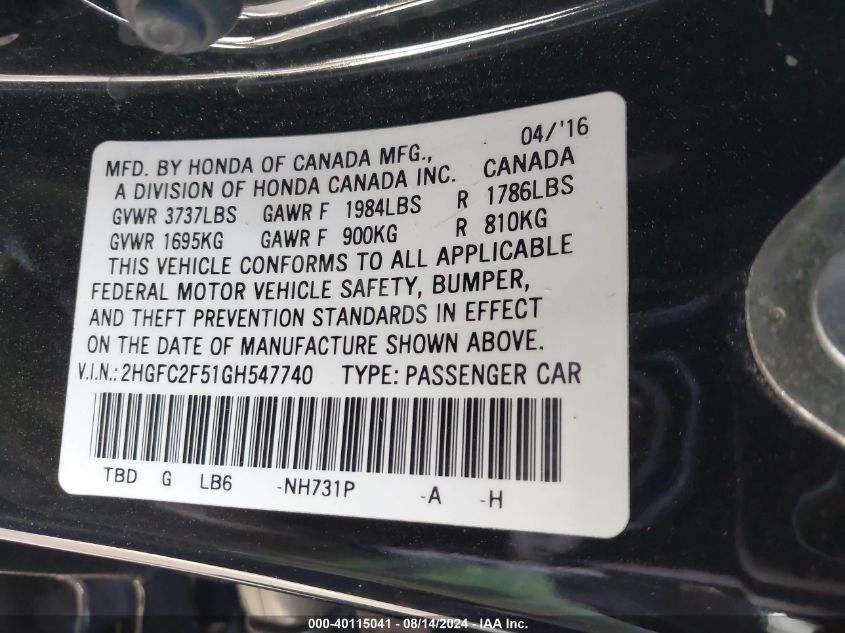 04/'16
MFD. BY HONDA OF CANADA MFG.,
A DIVISION OF HONDA CANADA INC. CANADA
GVWR 3737LBS GAWR F 1984LBS R 1786LBS
GVWR 1695KG GAWR F 900KG R 810KG
THIS VEHICLE CONFORMS TO ALL APPLICABLE
FEDERAL MOTOR VEHICLE SAFETY, BUMPER,
AND THEFT PREVENTION STANDARDS IN EFFECT
ON THE DATE OF MANUFACTURE SHOWN ABOVE.
V.I.N.: 2HGFC2F51GH547740 TYPE: PASSENGER CAR
TBD G LB6 -NH731P -A -H
000-40115041 - 08/14/2024 - IAAI.COM